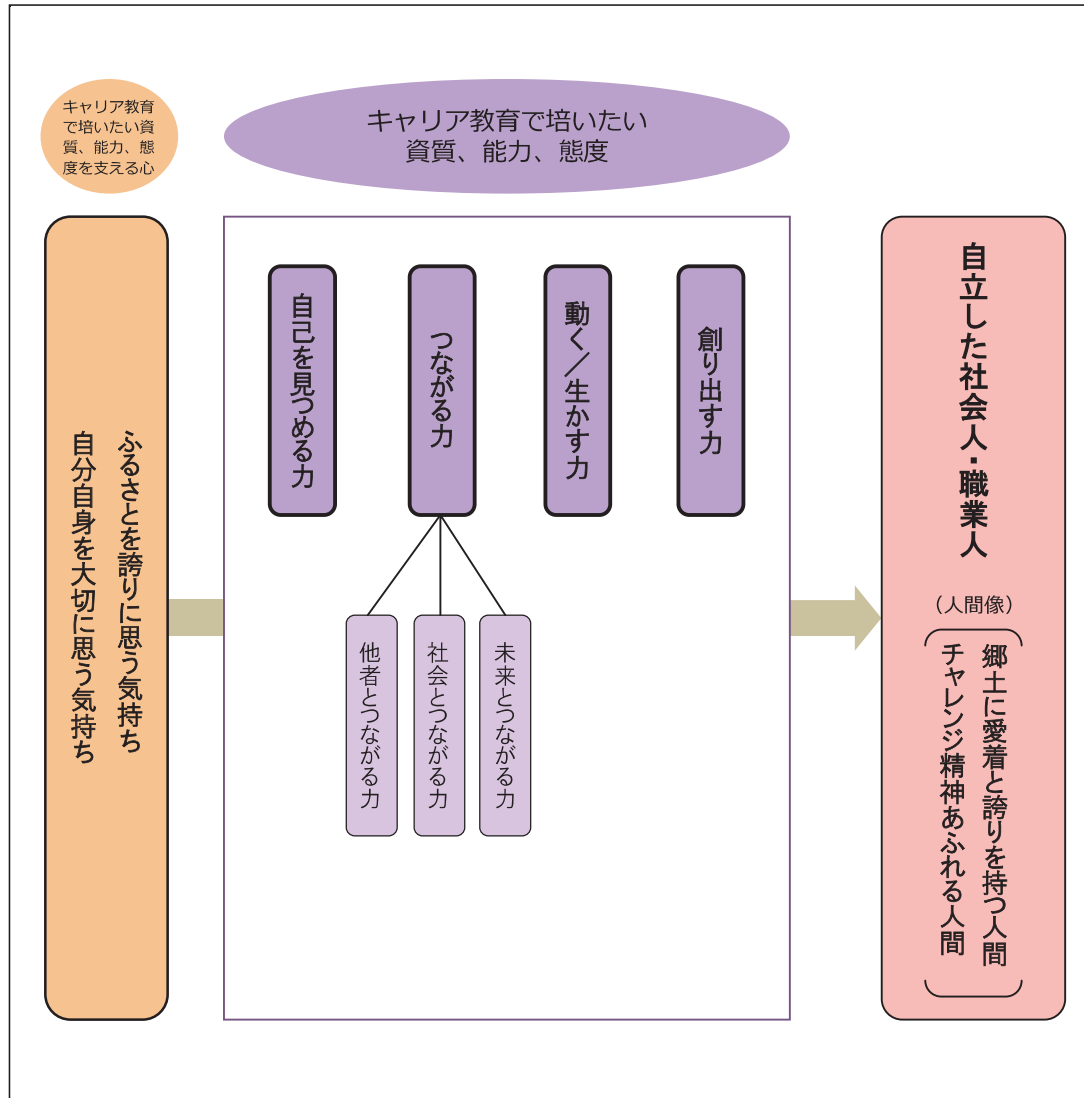 キャリア教育
で培いたい資
質、能力、態
度を支える心
キャリア教育で培いたい
資質、能力、態度
ふるさとを誇りに思う気持ち
自分自身を大切に思う気持ち
自己を見つめる力
つながる力
動く／生かす力
創り出す力
他者とつながる力
社会とつながる力
未来とつながる力
自立した社会人・職業人
（人間像）
郷土に愛着と誇りを持つ人間
チャレンジ精神あふれる人間